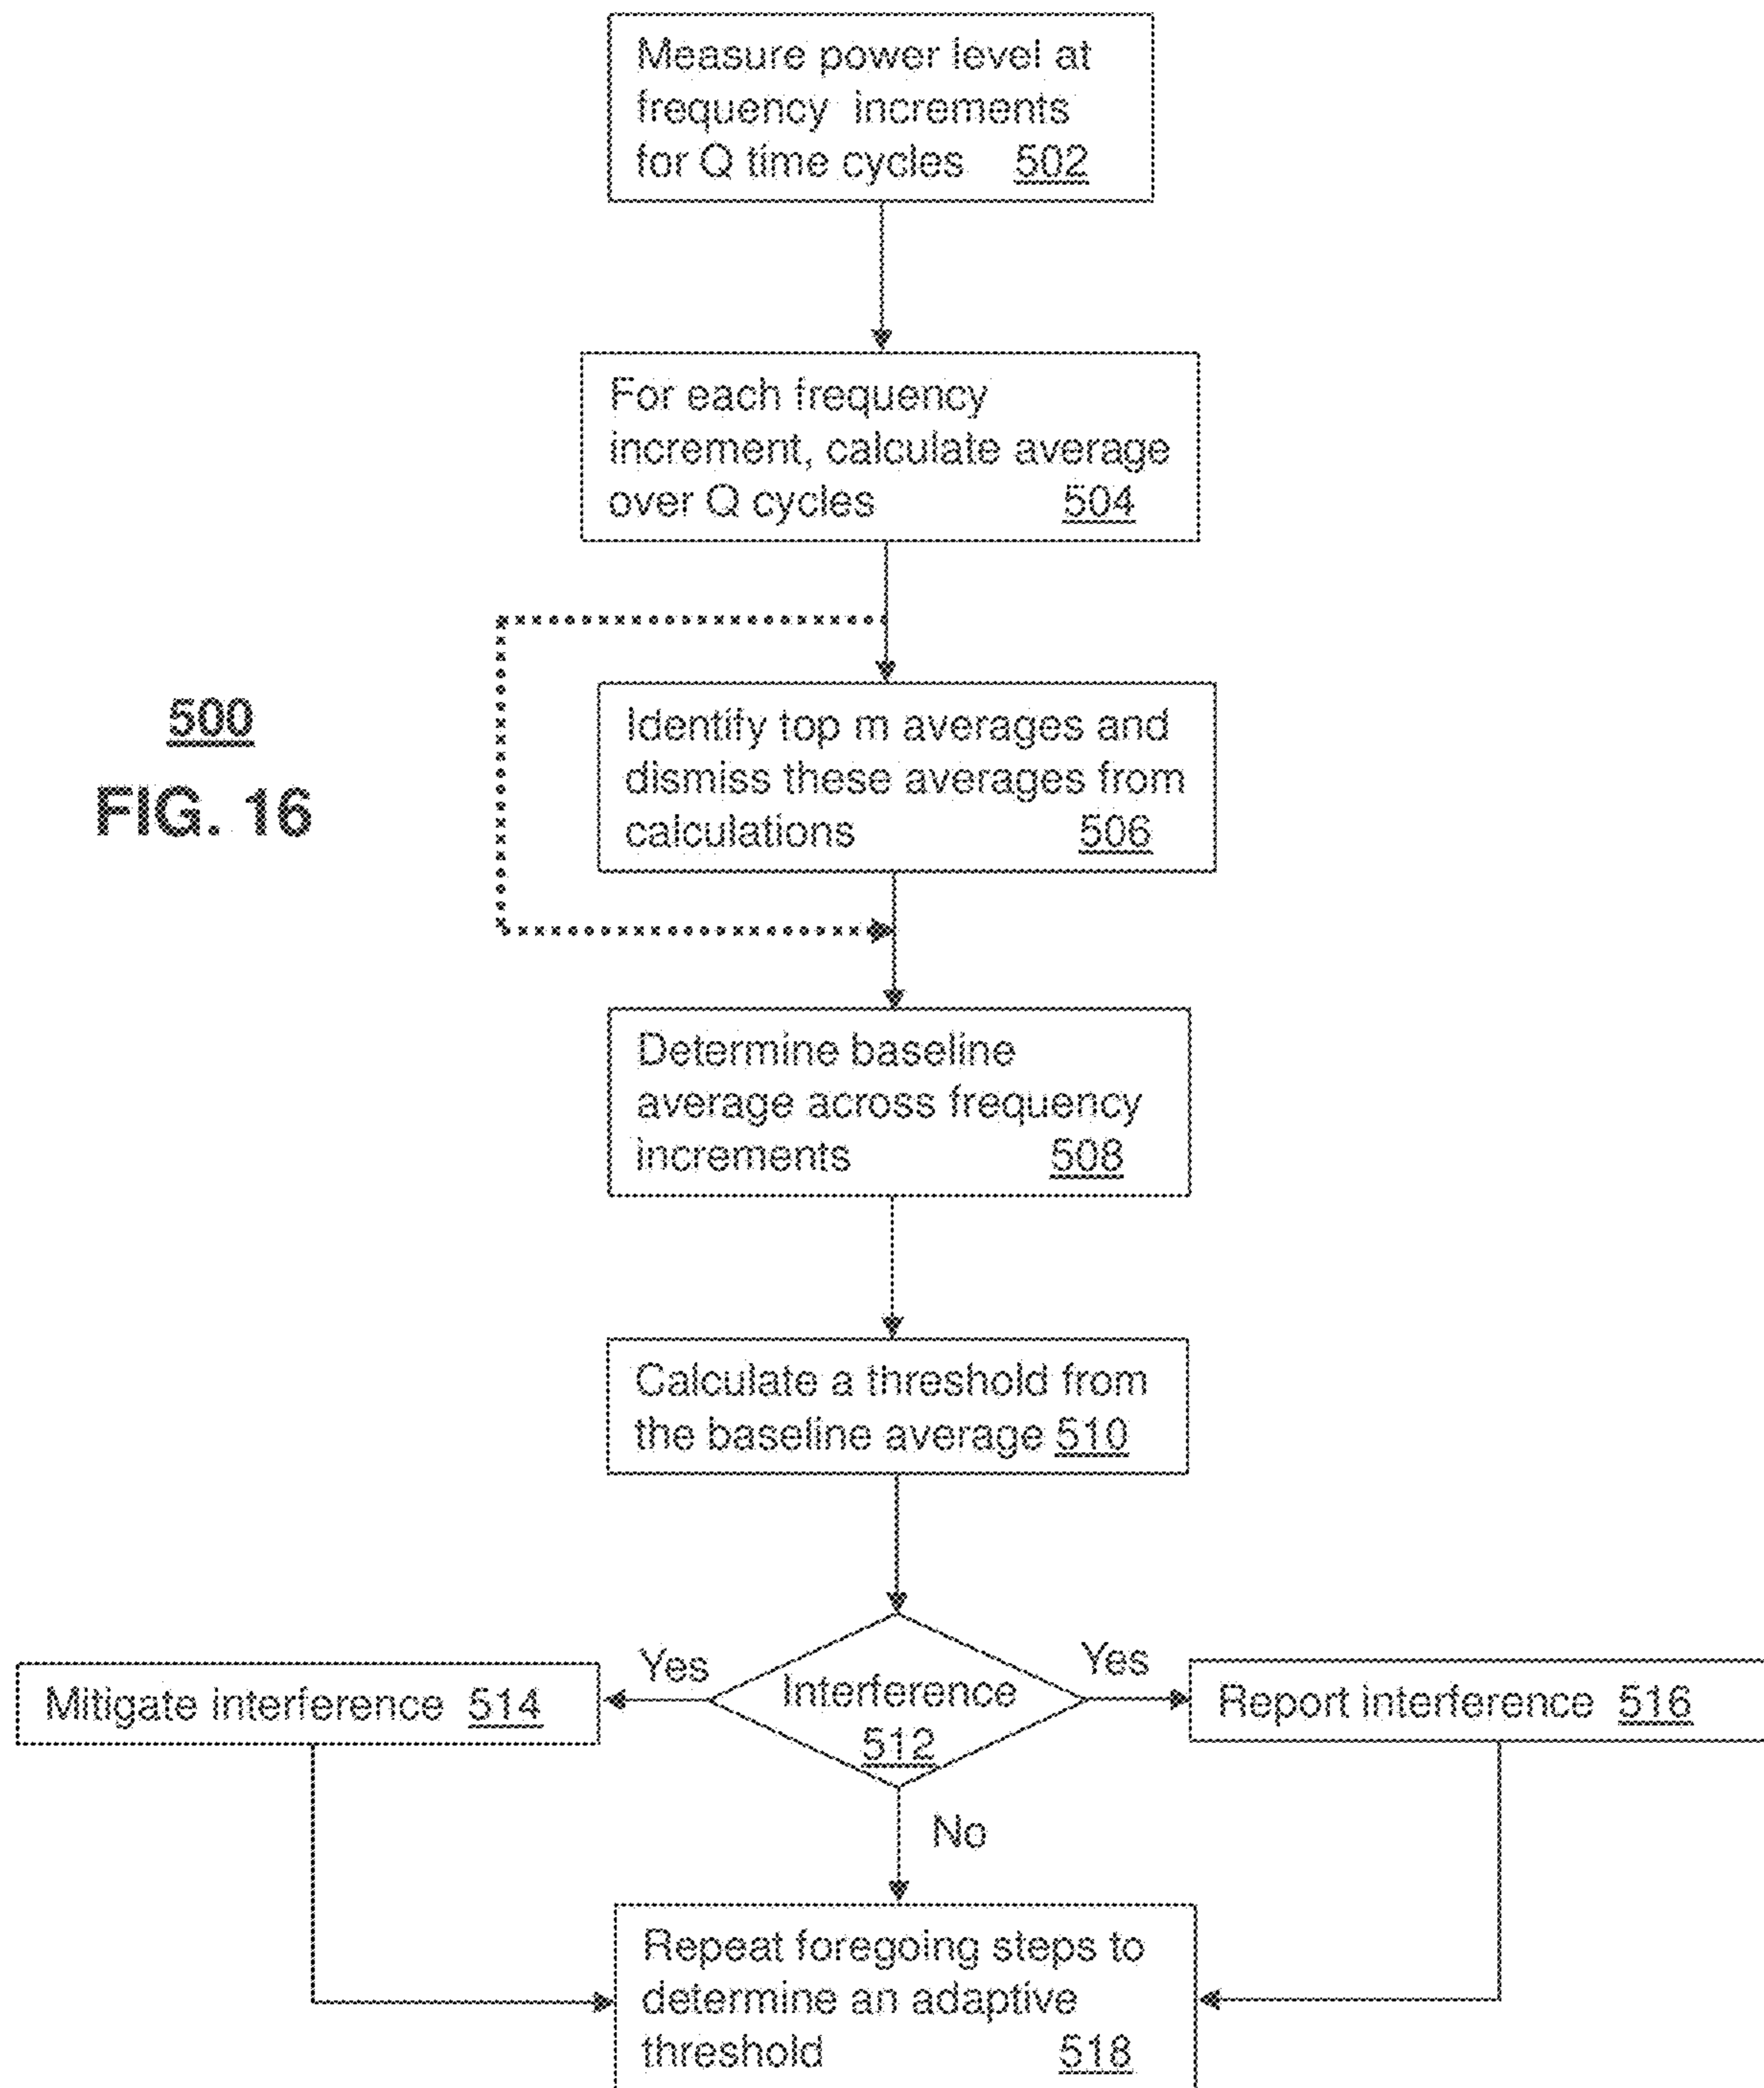 Measure power level at
frequency increments
for Q time cycles 502
For each frequency
increment, calculate average
over Q cycles 504
500
FIG. 16
Identify top m averages and
dismiss these averages from
calculations 506
Determine baseline
average across frequency
increments 508
Calculate a threshold from
the baseline average 510
Yes
Yes
Mitigate interference 514
Interference
512
Report interference 516
No
Repeat foregoing steps to
determine an adaptive
threshold 518